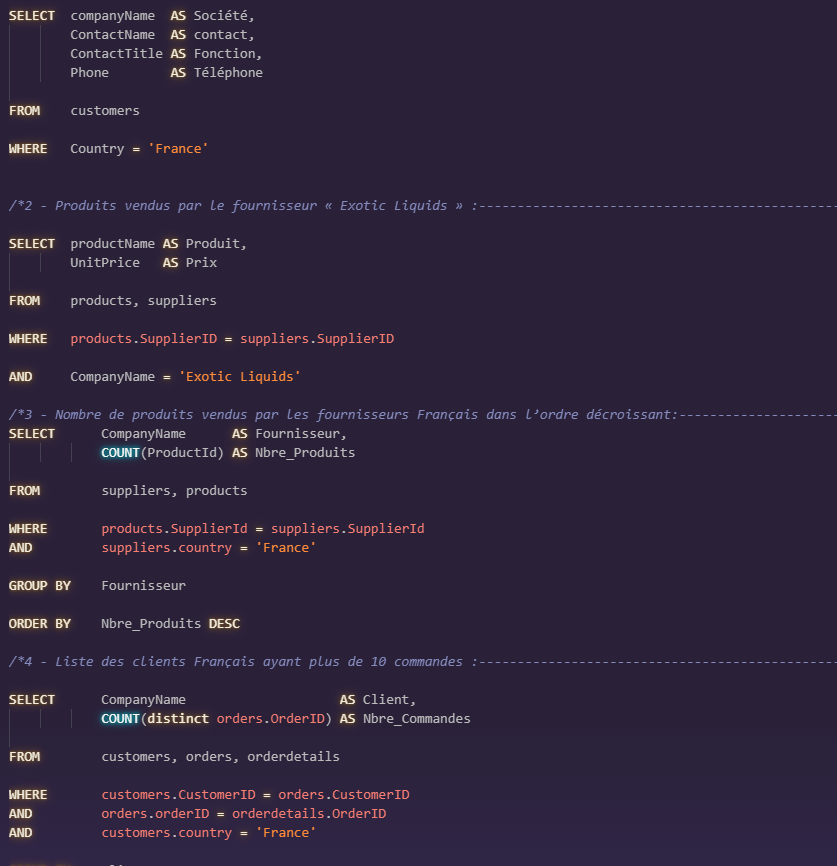 SELECT companyName AS Société,
ContactName AS contact,
ContactTitle AS Fonction,
Phone AS Téléphone
FROM customers
WHERE Country = 'France'
/*2 - Produits vendus par le fournisseur « Exotic Liquids » :----------------------------------------------
SELECT productName AS Produit,
UnitPrice AS Prix
FROM products, suppliers
WHERE products.SupplierID = suppliers.SupplierID
AND CompanyName = 'Exotic Liquids'
/*3 - Nombre de produits vendus par les fournisseurs Français dans l’ordre décroissant:--------------------
SELECT CompanyName AS Fournisseur,
COUNT(ProductId) AS Nbre_Produits
FROM suppliers, products
WHERE products.SupplierId = suppliers.SupplierId
AND suppliers.country = 'France'
GROUP BY Fournisseur
ORDER BY Nbre_Produits DESC
/*4 - Liste des clients Français ayant plus de 10 commandes :----------------------------------------------
SELECT CompanyName AS Client,
COUNT(distinct orders.OrderID) AS Nbre_Commandes
FROM customers, orders, orderdetails
WHERE customers.CustomerID = orders.CustomerID
AND orders.orderID = orderdetails.OrderID
AND customers.country = 'France'